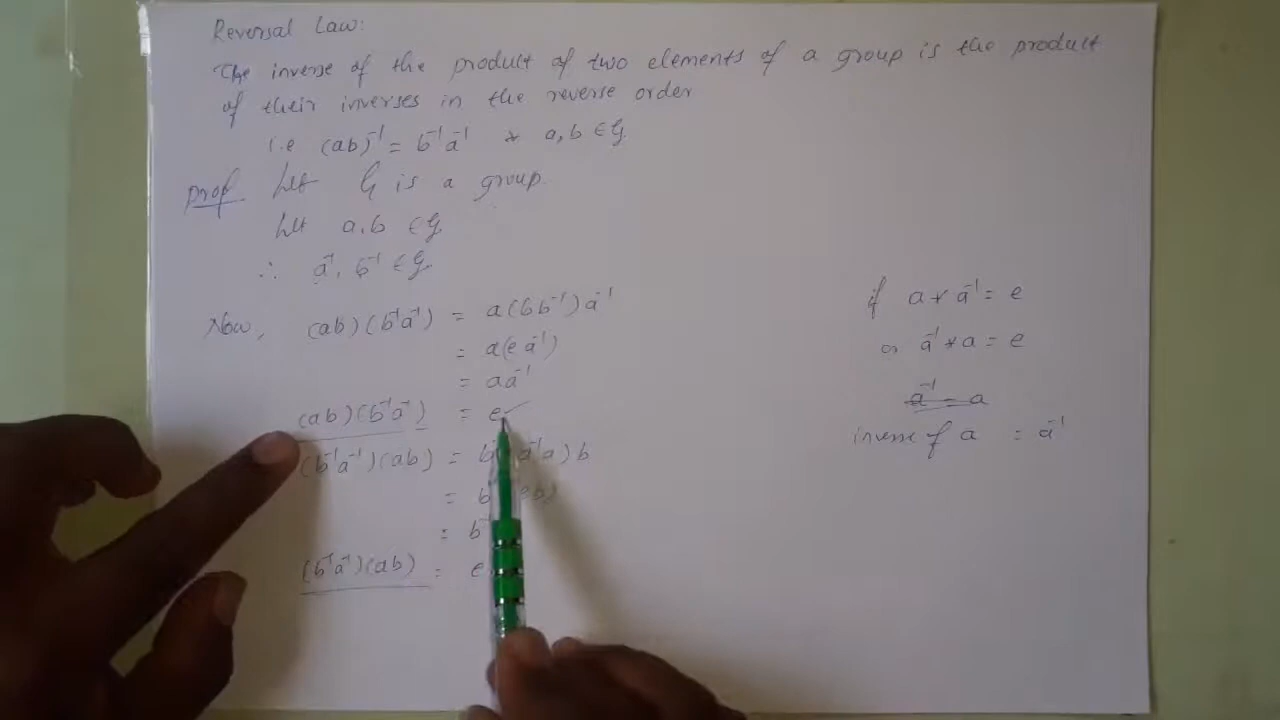 Reversal Law:
The inverse of the product of two elements of a group is the product
of their inverses in the reverse order
i.e (ab)⁻¹ = b⁻¹a⁻¹ ∀ a, b ∈ G.
Proof Let G is a group.
Let a, b ∈ G.
∴ a⁻¹, b⁻¹ ∈ G.
Now, (ab)(b⁻¹a⁻¹) = a(bb⁻¹)a⁻¹
= a(ea⁻¹)
= aa⁻¹
(ab)(b⁻¹a⁻¹) = e ✓
(b⁻¹a⁻¹)(ab) = b a⁻¹a)b
= b eb)
= b⁻
(b⁻¹a⁻¹)(ab) = e
if a * a⁻¹ = e
or a⁻¹ * a = e
a⁻¹ = a
inverse of a = a⁻¹